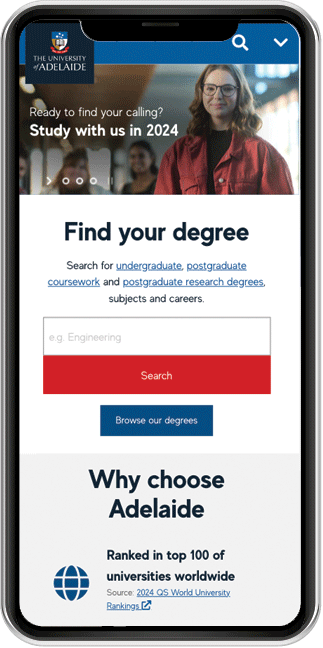 THE UNIVERSITY
of ADELAIDE
Ready to find your calling?
Study with us in 2024
Find your degree
Search for undergraduate, postgraduate
coursework and postgraduate research degrees,
subjects and careers.
e.g. Engineering
Search
Browse our degrees
Why choose
Adelaide
Ranked in top 100 of
universities worldwide
Source: 2024 QS World University
Rankings